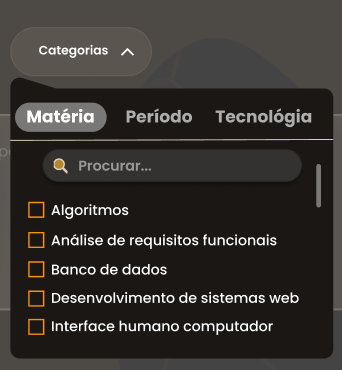 Categorias
Matéria Período Tecnológia
Procurar...
Algoritmos
Análise de requisitos funcionais
Banco de dados
Desenvolvimento de sistemas web
Interface humano computador